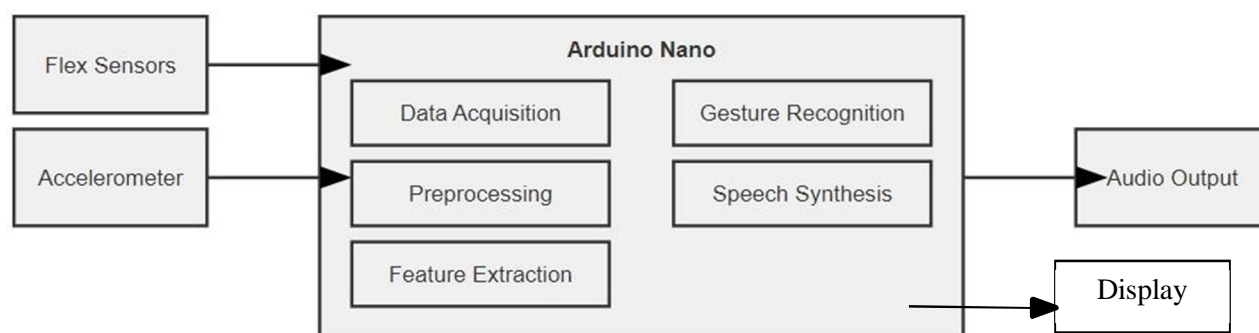 Flex Sensors
Accelerometer
Arduino Nano
Data Acquisition
Preprocessing
Feature Extraction
Gesture Recognition
Speech Synthesis
Audio Output
Display